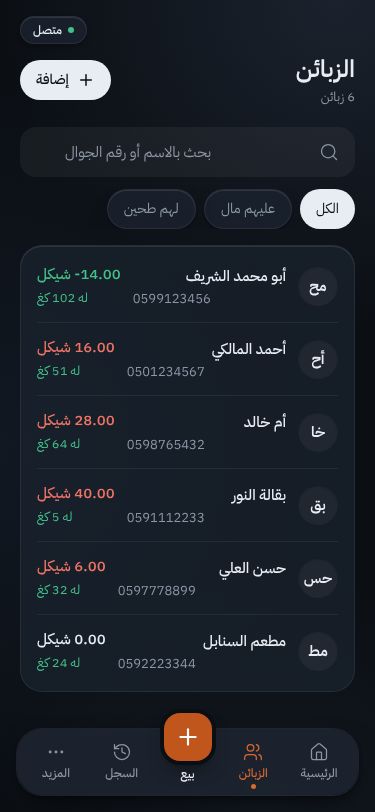 متصل
الزبائن
6 زبائن
إضافة
بحث بالاسم أو رقم الجوال
الكل
عليهم مال
لهم طحين
مح
أبو محمد الشريف
-14.00 شيكل
0599123456
له 102 كغ
أح
أحمد المالكي
16.00 شيكل
0501234567
له 51 كغ
خا
أم خالد
28.00 شيكل
0598765432
له 64 كغ
بق
بقالة النور
40.00 شيكل
0591112233
له 5 كغ
حس
حسن العلي
6.00 شيكل
0597778899
له 32 كغ
مط
مطعم السنابل
0.00 شيكل
0592223344
له 24 كغ
الرئيسية
الزبائن
بيع
السجل
المزيد